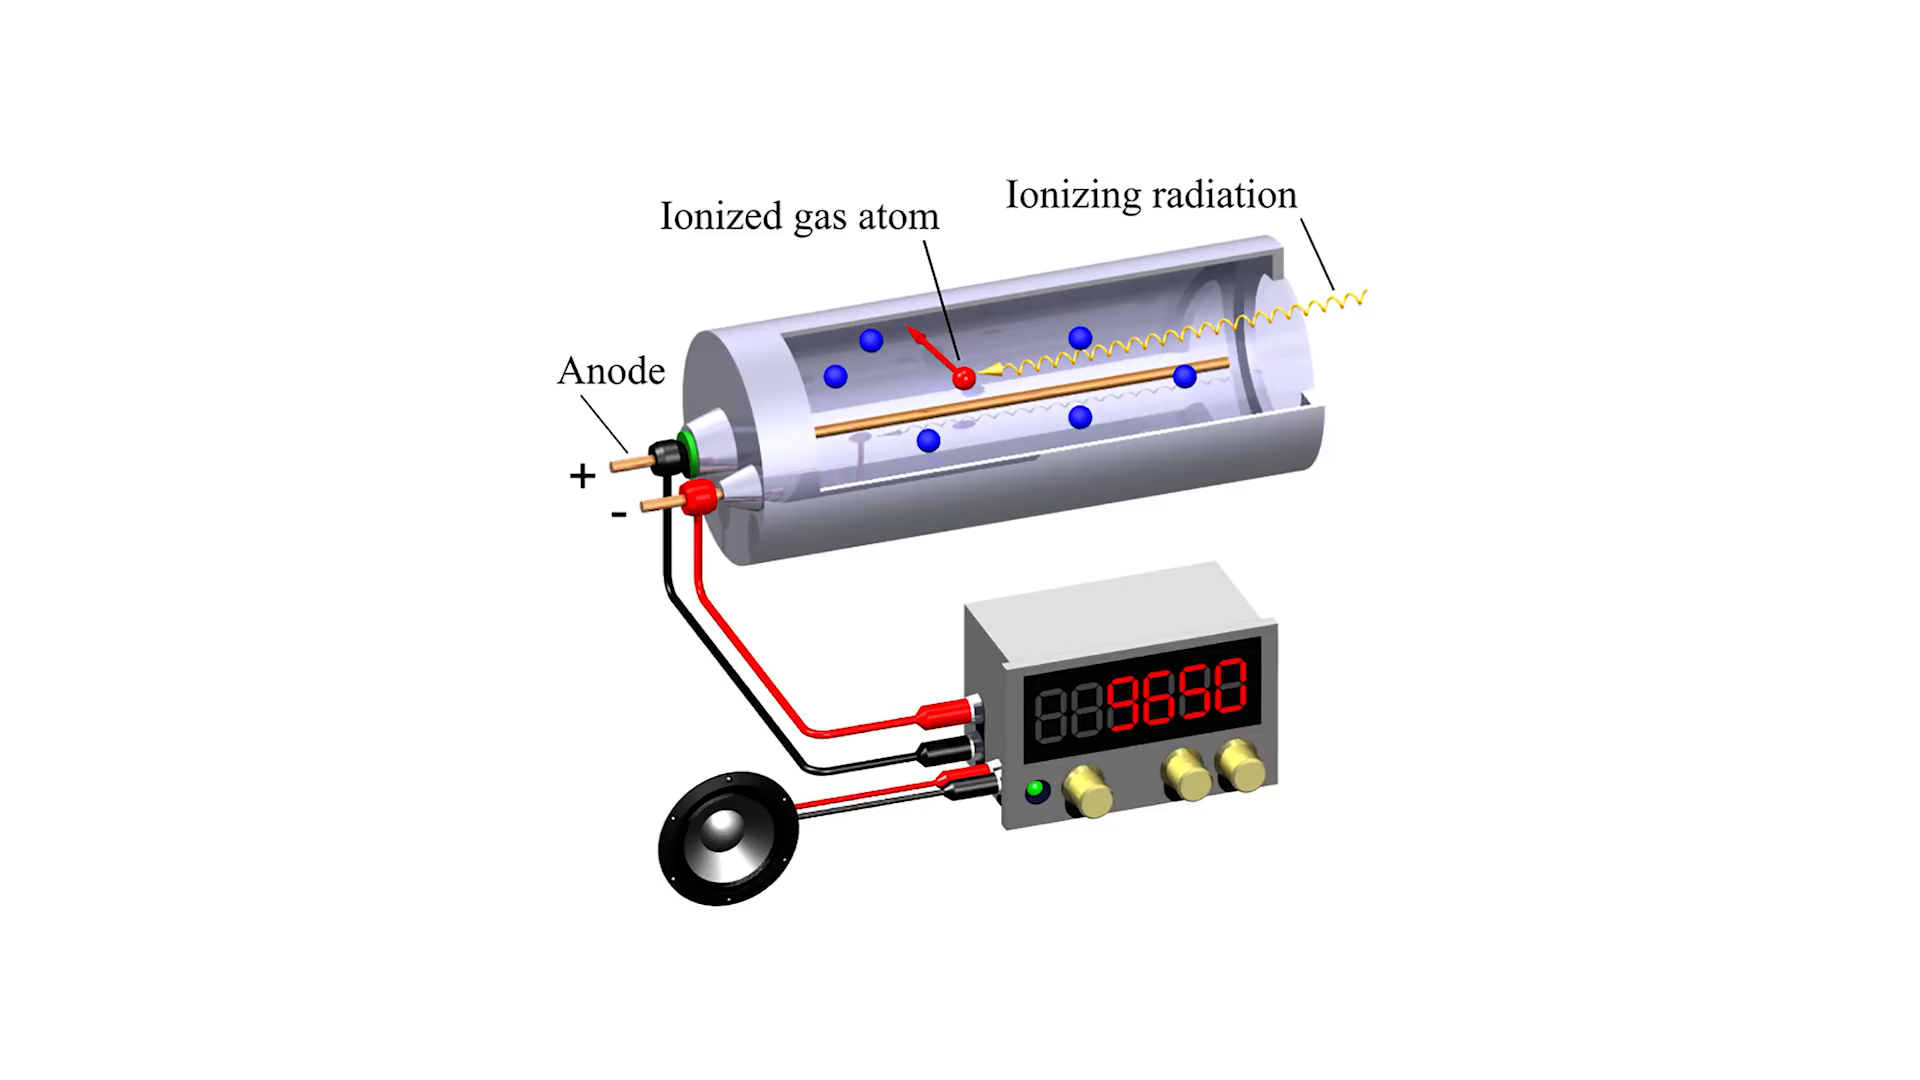 Ionizing radiation
Ionized gas atom
Anode
+
-
9650